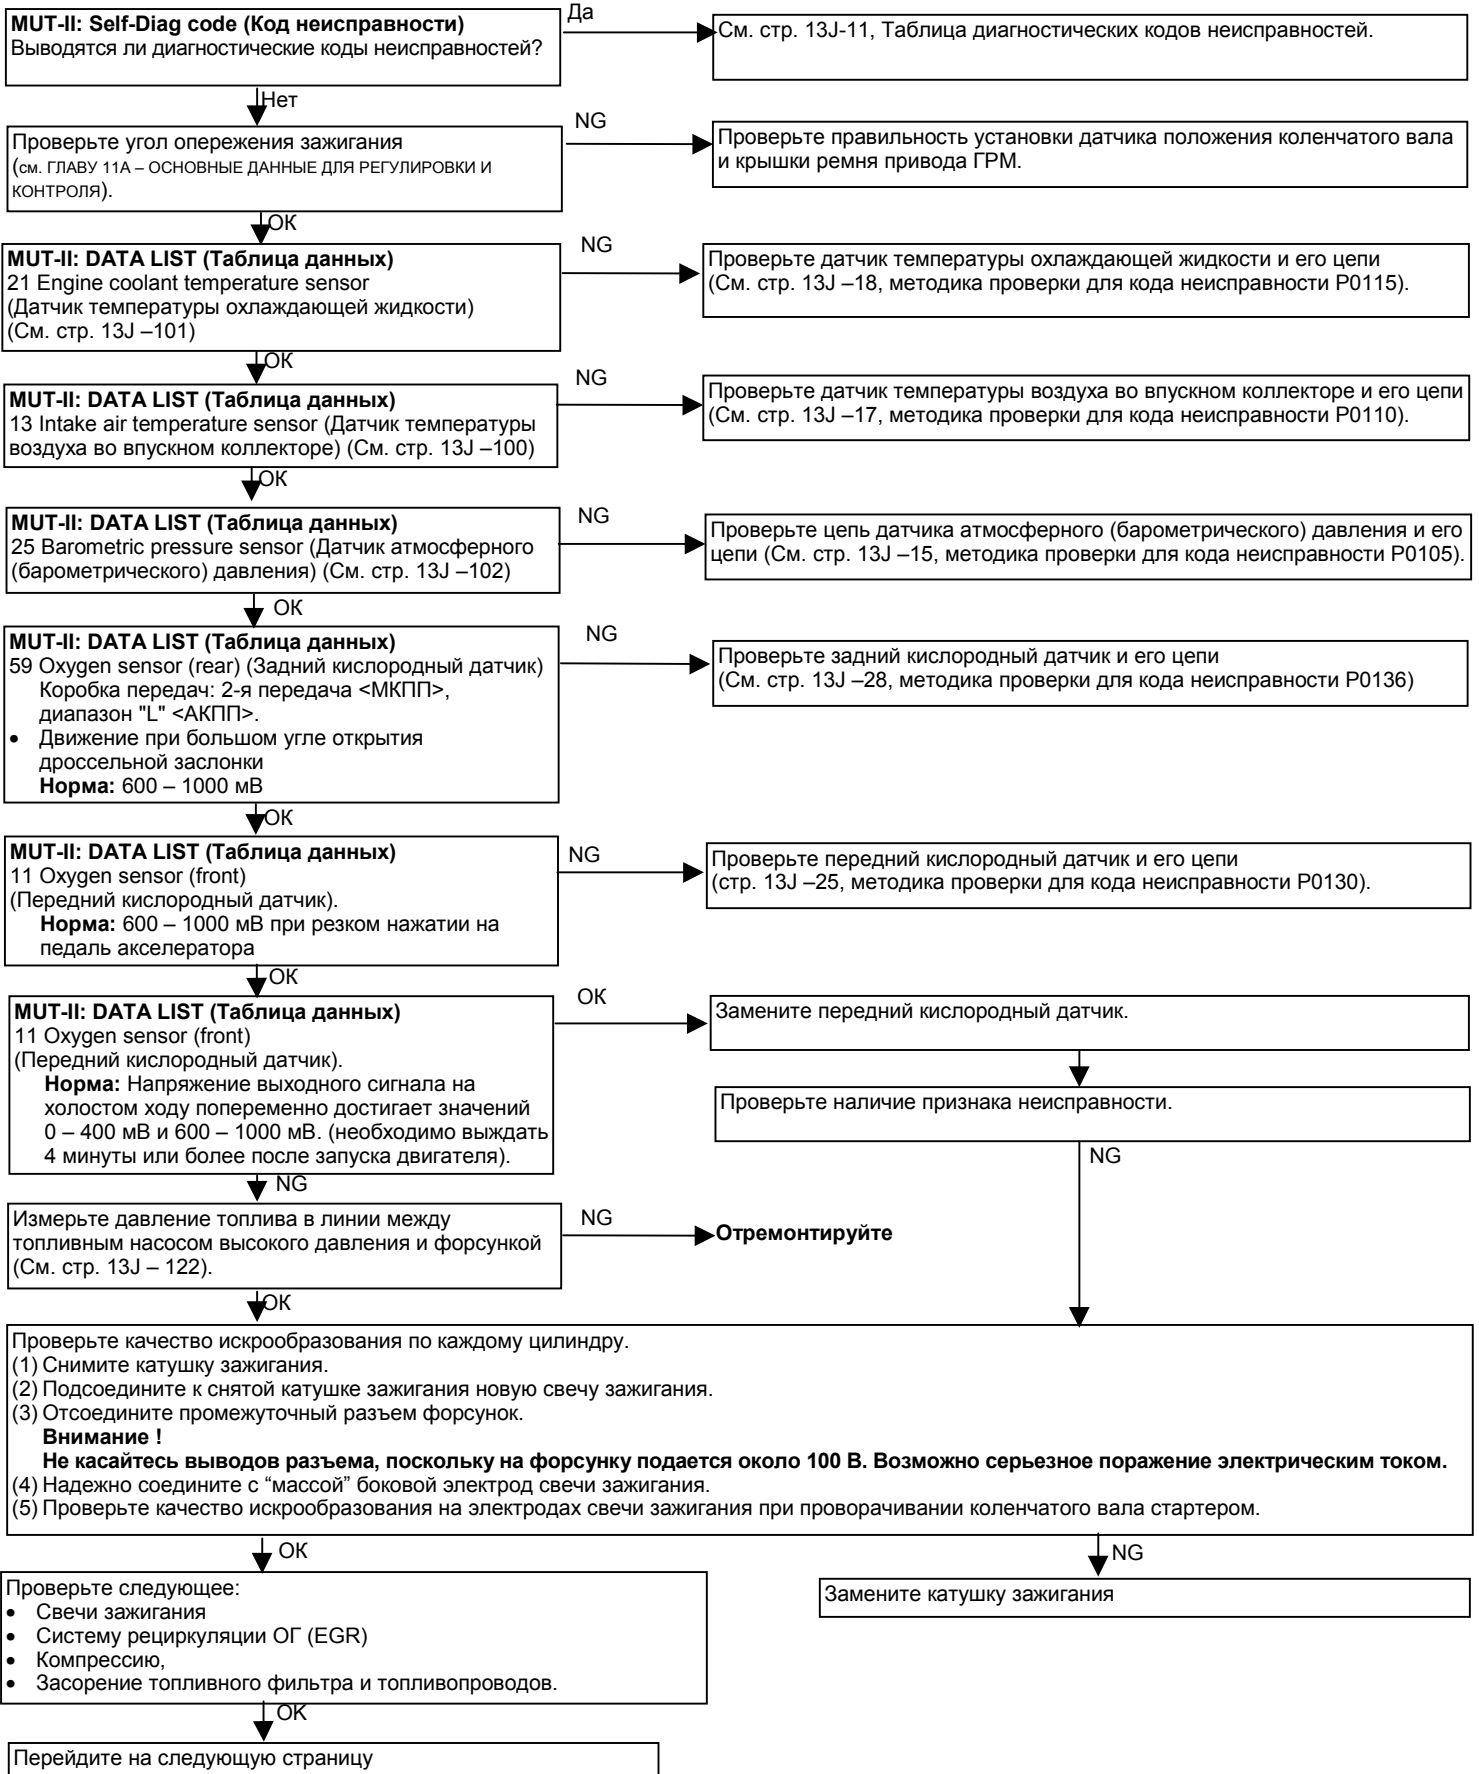 MUT-II: Self-Diag code (Код неисправности)
Выводятся ли диагностические коды неисправностей?
Да
См. стр. 13J-11, Таблица диагностических кодов неисправностей.
Нет
Проверьте угол опережения зажигания
(см. ГЛАВУ 11А – ОСНОВНЫЕ ДАННЫЕ ДЛЯ РЕГУЛИРОВКИ И
КОНТРОЛЯ).
NG
Проверьте правильность установки датчика положения коленчатого вала
и крышки ремня привода ГРМ.
OK
MUT-II: DATA LIST (Таблица данных)
21 Engine coolant temperature sensor
(Датчик температуры охлаждающей жидкости)
(См. стр. 13J –101)
NG
Проверьте датчик температуры охлаждающей жидкости и его цепи
(См. стр. 13J –18, методика проверки для кода неисправности P0115).
OK
MUT-II: DATA LIST (Таблица данных)
13 Intake air temperature sensor (Датчик температуры
воздуха во впускном коллекторе) (См. стр. 13J –100)
NG
Проверьте датчик температуры воздуха во впускном коллекторе и его цепи
(См. стр. 13J –17, методика проверки для кода неисправности P0110).
OK
MUT-II: DATA LIST (Таблица данных)
25 Barometric pressure sensor (Датчик атмосферного
(барометрического) давления) (См. стр. 13J –102)
NG
Проверьте цепь датчика атмосферного (барометрического) давления и его
цепи (См. стр. 13J –15, методика проверки для кода неисправности P0105).
OK
MUT-II: DATA LIST (Таблица данных)
59 Oxygen sensor (rear) (Задний кислородный датчик)
Коробка передач: 2-я передача <МКПП>,
диапазон "L" <АКПП>.
• Движение при большом угле открытия
дроссельной заслонки
Норма: 600 – 1000 мВ
NG
Проверьте задний кислородный датчик и его цепи
(См. стр. 13J –28, методика проверки для кода неисправности P0136)
OK
MUT-II: DATA LIST (Таблица данных)
11 Oxygen sensor (front)
(Передний кислородный датчик).
Норма: 600 – 1000 мВ при резком нажатии на
педаль акселератора
NG
Проверьте передний кислородный датчик и его цепи
(стр. 13J –25, методика проверки для кода неисправности P0130).
OK
MUT-II: DATA LIST (Таблица данных)
11 Oxygen sensor (front)
(Передний кислородный датчик).
Норма: Напряжение выходного сигнала на
холостом ходу попеременно достигает значений
0 – 400 мВ и 600 – 1000 мВ. (необходимо выждать
4 минуты или более после запуска двигателя).
OK
Замените передний кислородный датчик.
Проверьте наличие признака неисправности.
NG
NG
Измерьте давление топлива в линии между
топливным насосом высокого давления и форсункой
(См. стр. 13J – 122).
NG
Отремонтируйте
OK
Проверьте качество искрообразования по каждому цилиндру.
(1) Снимите катушку зажигания.
(2) Подсоедините к снятой катушке зажигания новую свечу зажигания.
(3) Отсоедините промежуточный разъем форсунок.
Внимание !
Не касайтесь выводов разъема, поскольку на форсунку подается около 100 В. Возможно серьезное поражение электрическим током.
(4) Надежно соедините с “массой” боковой электрод свечи зажигания.
(5) Проверьте качество искрообразования на электродах свечи зажигания при проворачивании коленчатого вала стартером.
OK
NG
Проверьте следующее:
• Свечи зажигания
• Систему рециркуляции ОГ (EGR)
• Компрессию,
• Засорение топливного фильтра и топливопроводов.
Замените катушку зажигания
OK
Перейдите на следующую страницу